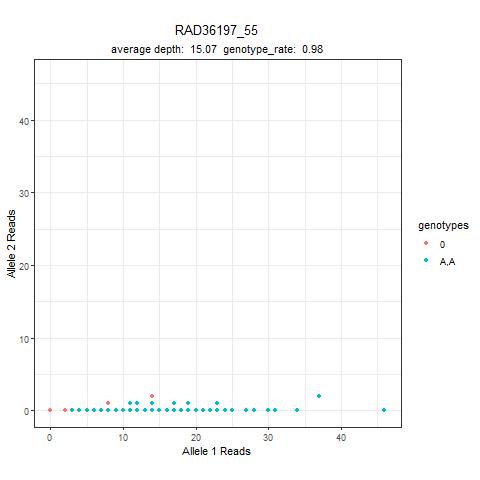 RAD36197_55
average depth:  15.07  genotype_rate:  0.98
Allele 2 Reads
40
30
20
10
0
0 10 20 30 40
Allele 1 Reads
genotypes
0
A,A